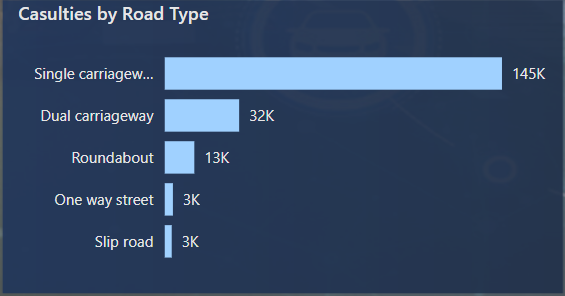 Casulties by Road Type
Single carriagew... 145K
Dual carriageway 32K
Roundabout 13K
One way street 3K
Slip road 3K